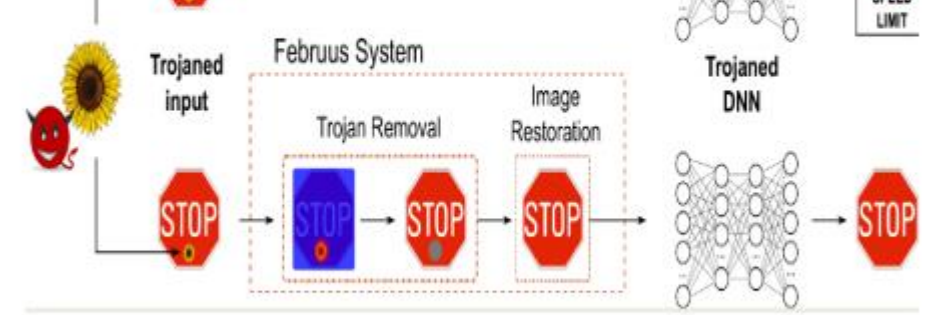 SPEED
LIMIT
Februus System
Trojaned
input
Trojaned
DNN
Image
Restoration
Trojan Removal
STOP
STOP
STOP
STOP
STOP